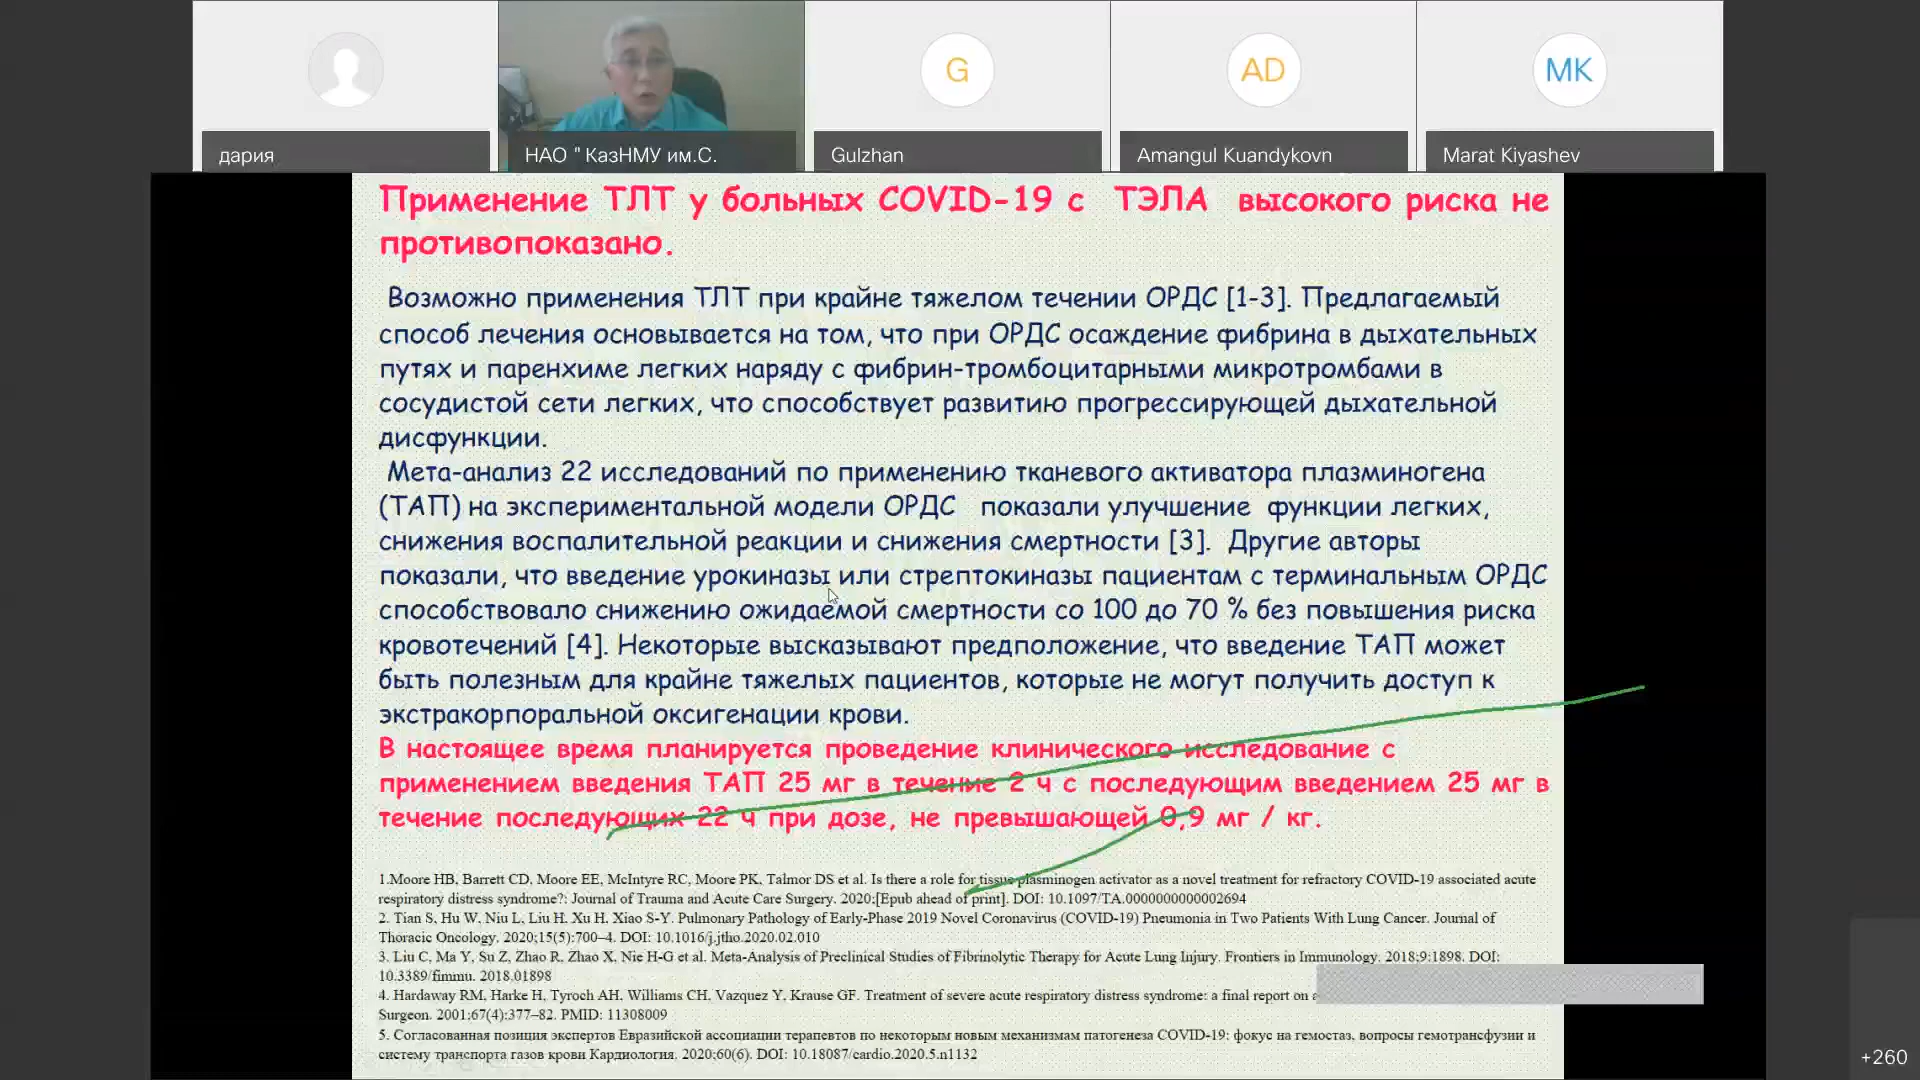 G
AD
MK
дария
НАО " КазНМУ им.С.
Gulzhan
Amangul Kuandykovn
Marat Kiyashev
Применение ТЛТ у больных COVID-19 с ТЭЛА высокого риска не
противопоказано.
Возможно применения ТЛТ при крайне тяжелом течении ОРДС [1-3]. Предлагаемый
способ лечения основывается на том, что при ОРДС осаждение фибрина в дыхательных
путях и паренхиме легких наряду с фибрин-тромбоцитарными микротромбами в
сосудистой сети легких, что способствует развитию прогрессирующей дыхательной
дисфункции.
Мета-анализ 22 исследований по применению тканевого активатора плазминогена
(ТАП) на экспериментальной модели ОРДС показали улучшение функции легких,
снижения воспалительной реакции и снижения смертности [3]. Другие авторы
показали, что введение урокиназы или стрептокиназы пациентам с терминальным ОРДС
способствовало снижению ожидаемой смертности со 100 до 70 % без повышения риска
кровотечений [4]. Некоторые высказывают предположение, что введение ТАП может
быть полезным для крайне тяжелых пациентов, которые не могут получить доступ к
экстракорпоральной оксигенации крови.
В настоящее время планируется проведение клинического исследование с
применением введения ТАП 25 мг в течение 2 ч с последующим введением 25 мг в
течение последующих 22 ч при дозе, не превышающей 0,9 мг / кг.
1.Moore HB, Barrett CD, Moore EE, McIntyre RC, Moore PK, Talmor DS et al. Is there a role for tissue plasminogen activator as a novel treatment for refractory COVID-19 associated acute
respiratory distress syndrome?: Journal of Trauma and Acute Care Surgery. 2020;[Epub ahead of print]. DOI: 10.1097/TA.0000000000002694
2. Tian S, Hu W, Niu L, Liu H, Xu H, Xiao S-Y. Pulmonary Pathology of Early-Phase 2019 Novel Coronavirus (COVID-19) Pneumonia in Two Patients With Lung Cancer. Journal of
Thoracic Oncology. 2020;15(5):700–4. DOI: 10.1016/j.jtho.2020.02.010
3. Liu C, Ma Y, Su Z, Zhao R, Zhao X, Nie H-G et al. Meta-Analysis of Preclinical Studies of Fibrinolytic Therapy for Acute Lung Injury. Frontiers in Immunology. 2018;9:1898. DOI:
10.3389/fimmu. 2018.01898
4. Hardaway RM, Harke H, Tyroch AH, Williams CH, Vazquez Y, Krause GF. Treatment of severe acute respiratory distress syndrome: a final report on a
Surgeon. 2001;67(4):377–82. PMID: 11308009
5. Согласованная позиция экспертов Евразийской ассоциации терапевтов по некоторым новым механизмам патогенеза COVID-19: фокус на гемостаз, вопросы гемотрансфузии и
систему транспорта газов крови Кардиология. 2020;60(6). DOI: 10.18087/cardio.2020.5.n1132
+260